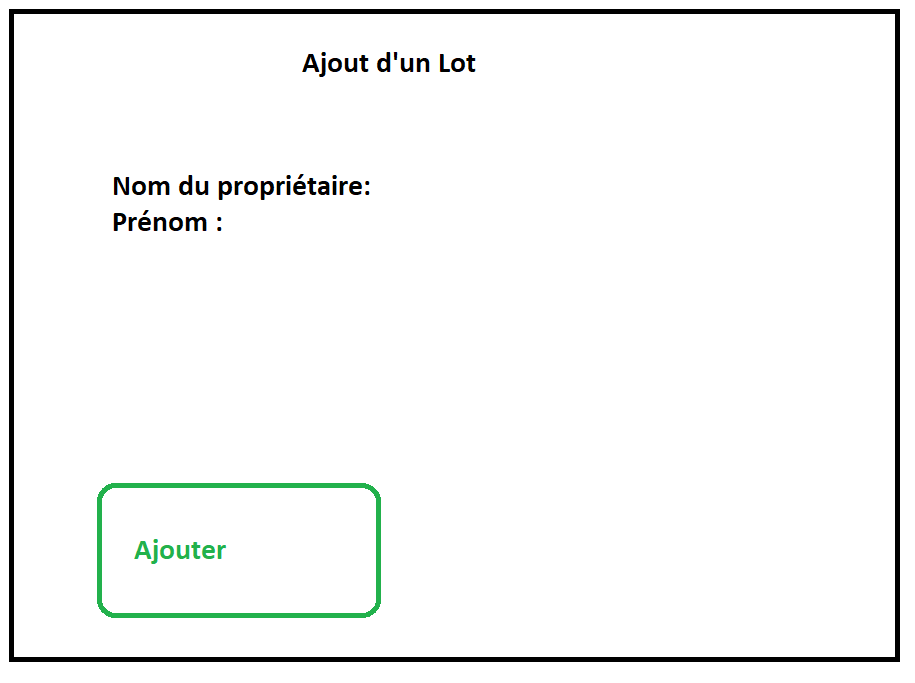 Ajout d'un Lot
Nom du propriétaire:
Prénom :
Ajouter